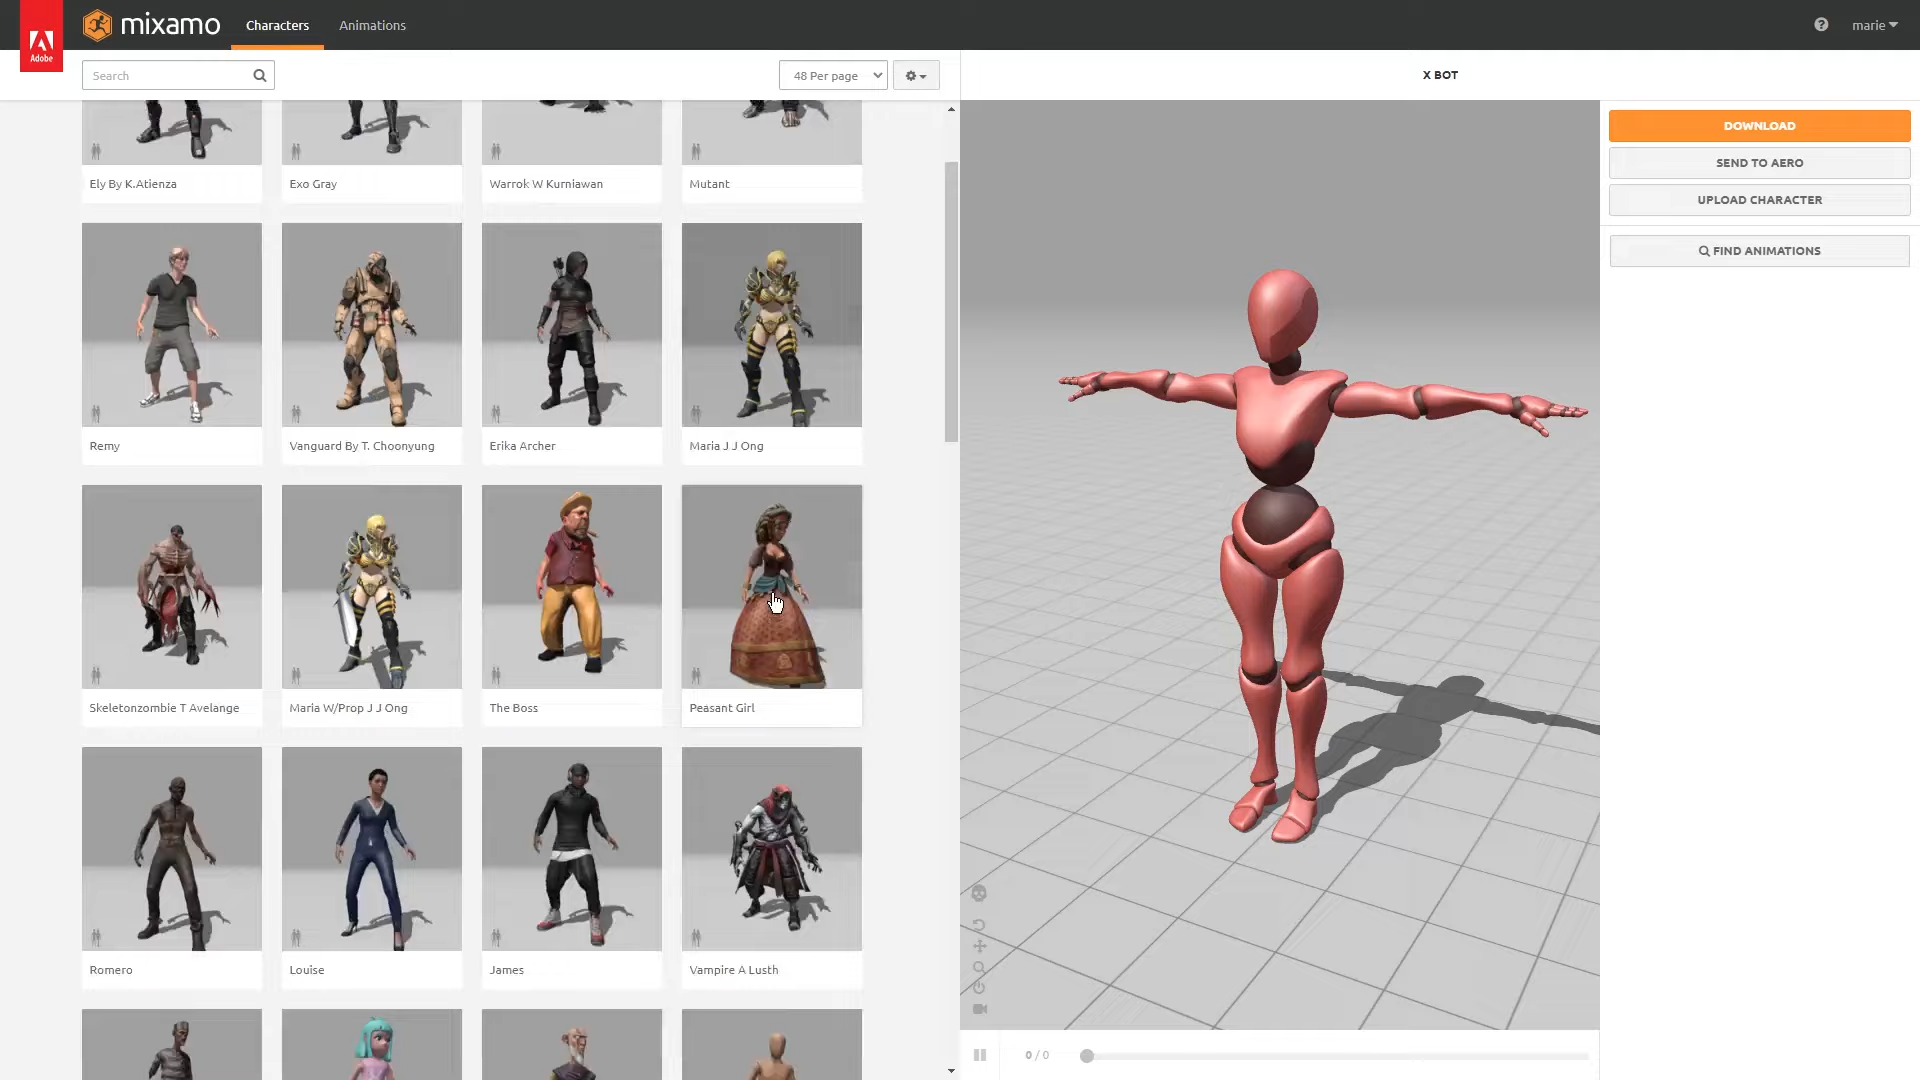 Adobe
mixamo
Characters
Animations
marie
Search
48 Per page
X BOT
DOWNLOAD
SEND TO AERO
UPLOAD CHARACTER
FIND ANIMATIONS
Ely By K.Atienza
Exo Gray
Warrok W Kurniawan
Mutant
Remy
Vanguard By T. Choonyung
Erika Archer
Maria J J Ong
Skeletonzombie T Avelange
Maria W/Prop J J Ong
The Boss
Peasant Girl
Romero
Louise
James
Vampire A Lusth
0 / 0